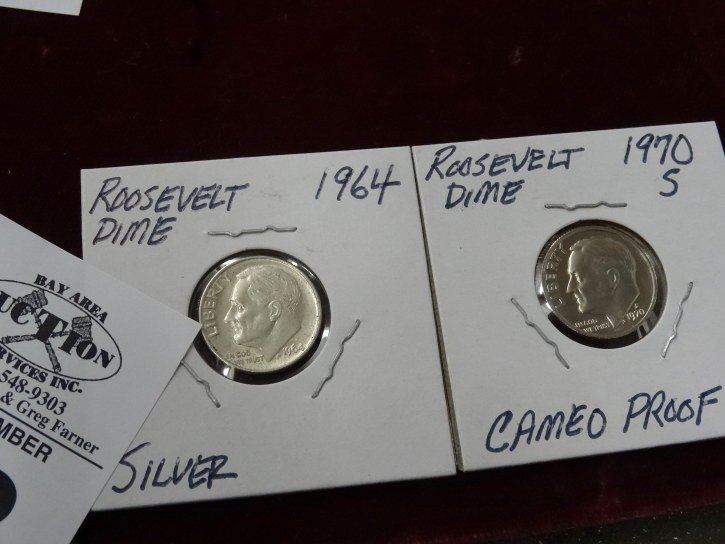 ROOSEVELT 1964
DIME
LIBERTY
IN GOD
WE TRUST
1964
SILVER
ROOSEVELT 1970
DIME S
LIBERTY
IN GOD
WE TRUST
1970
CAMEO PROOF
BAY AREA
UCTION
ERVICES INC.
548-9303
& Greg Farner
MBER